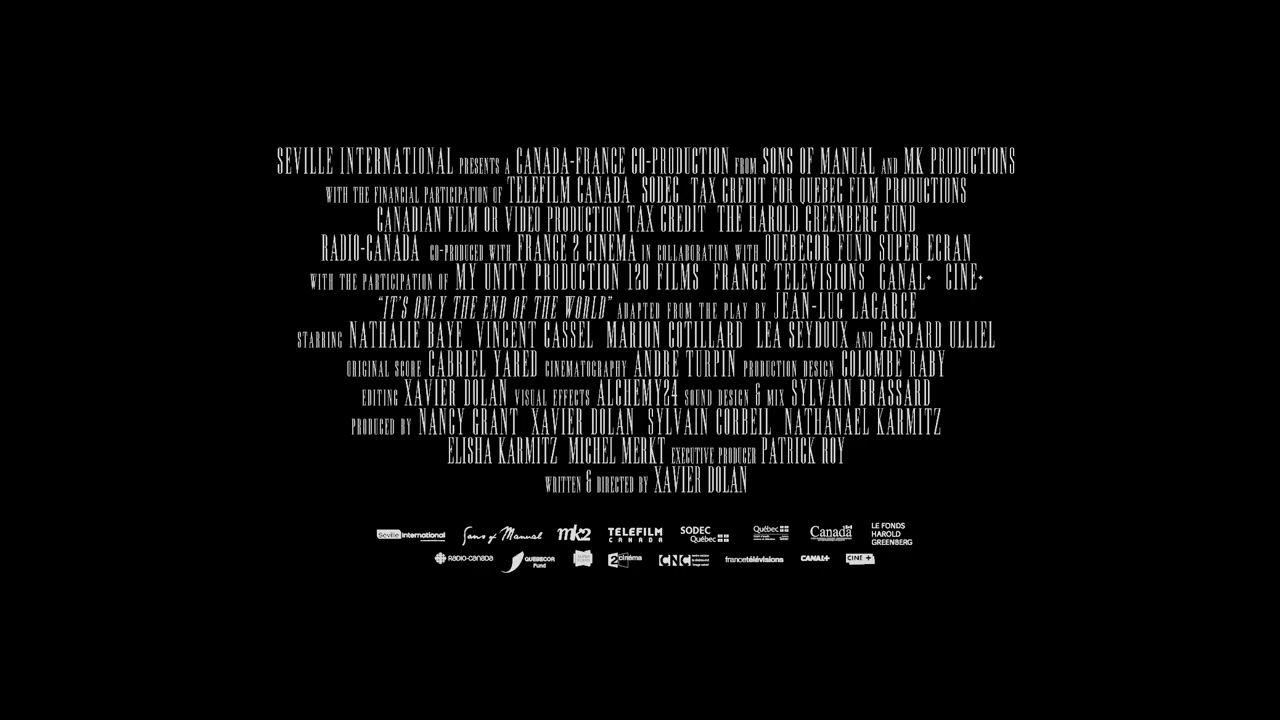 SEVILLE INTERNATIONAL PRESENTS A CANADA-FRANCE CO-PRODUCTION FROM SONS OF MANUAL AND MK PRODUCTIONS
WITH THE FINANCIAL PARTICIPATION OF TELEFILM CANADA SODEC TAX CREDIT FOR QUEBEC FILM PRODUCTIONS
CANADIAN FILM OR VIDEO PRODUCTION TAX CREDIT THE HAROLD GREENBERG FUND
RADIO-CANADA CO-PRODUCED WITH FRANCE 2 CINEMA IN COLLABORATION WITH QUEBECOR FUND SUPER ECRAN
WITH THE PARTICIPATION OF MY UNITY PRODUCTION 120 FILMS FRANCE TELEVISIONS CANAL+ CINE+
"IT'S ONLY THE END OF THE WORLD" ADAPTED FROM THE PLAY BY JEAN-LUC LAGARCE
STARRING NATHALIE BAYE VINCENT CASSEL MARION COTILLARD LEA SEYDOUX AND GASPARD ULLIEL
ORIGINAL SCORE GABRIEL YARED CINEMATOGRAPHY ANDRE TURPIN PRODUCTION DESIGN COLOMBE RABY
EDITING XAVIER DOLAN VISUAL EFFECTS ALCHEMY24 SOUND DESIGN & MIX SYLVAIN BRASSARD
PRODUCED BY NANCY GRANT XAVIER DOLAN SYLVAIN CORBEIL NATHANAEL KARMITZ
ELISHA KARMITZ MICHEL MERKT EXECUTIVE PRODUCER PATRICK ROY
WRITTEN & DIRECTED BY XAVIER DOLAN
Seville International Sons of Manual mk2 TELEFILM CANADA SODEC Québec Québec Canada LE FONDS HAROLD GREENBERG
RADIO-CANADA QUEBECOR Fund 2 cinéma CNC francetélévisions CANAL+ CINE+